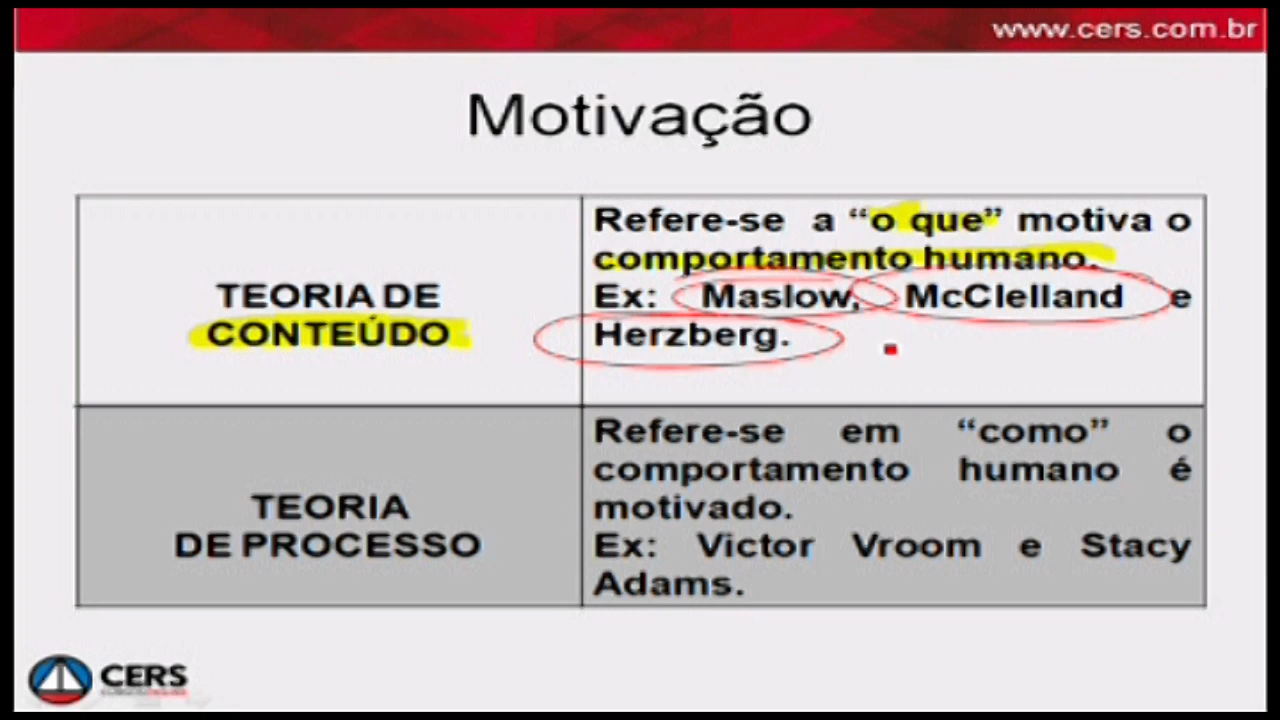 www.cers.com.br
Motivação
TEORIA DE
CONTEÚDO
Refere-se a “o que” motiva o
comportamento humano.
Ex: Maslow, McClelland e
Herzberg.
TEORIA
DE PROCESSO
Refere-se em “como” o
comportamento humano é
motivado.
Ex: Victor Vroom e Stacy
Adams.
CERS